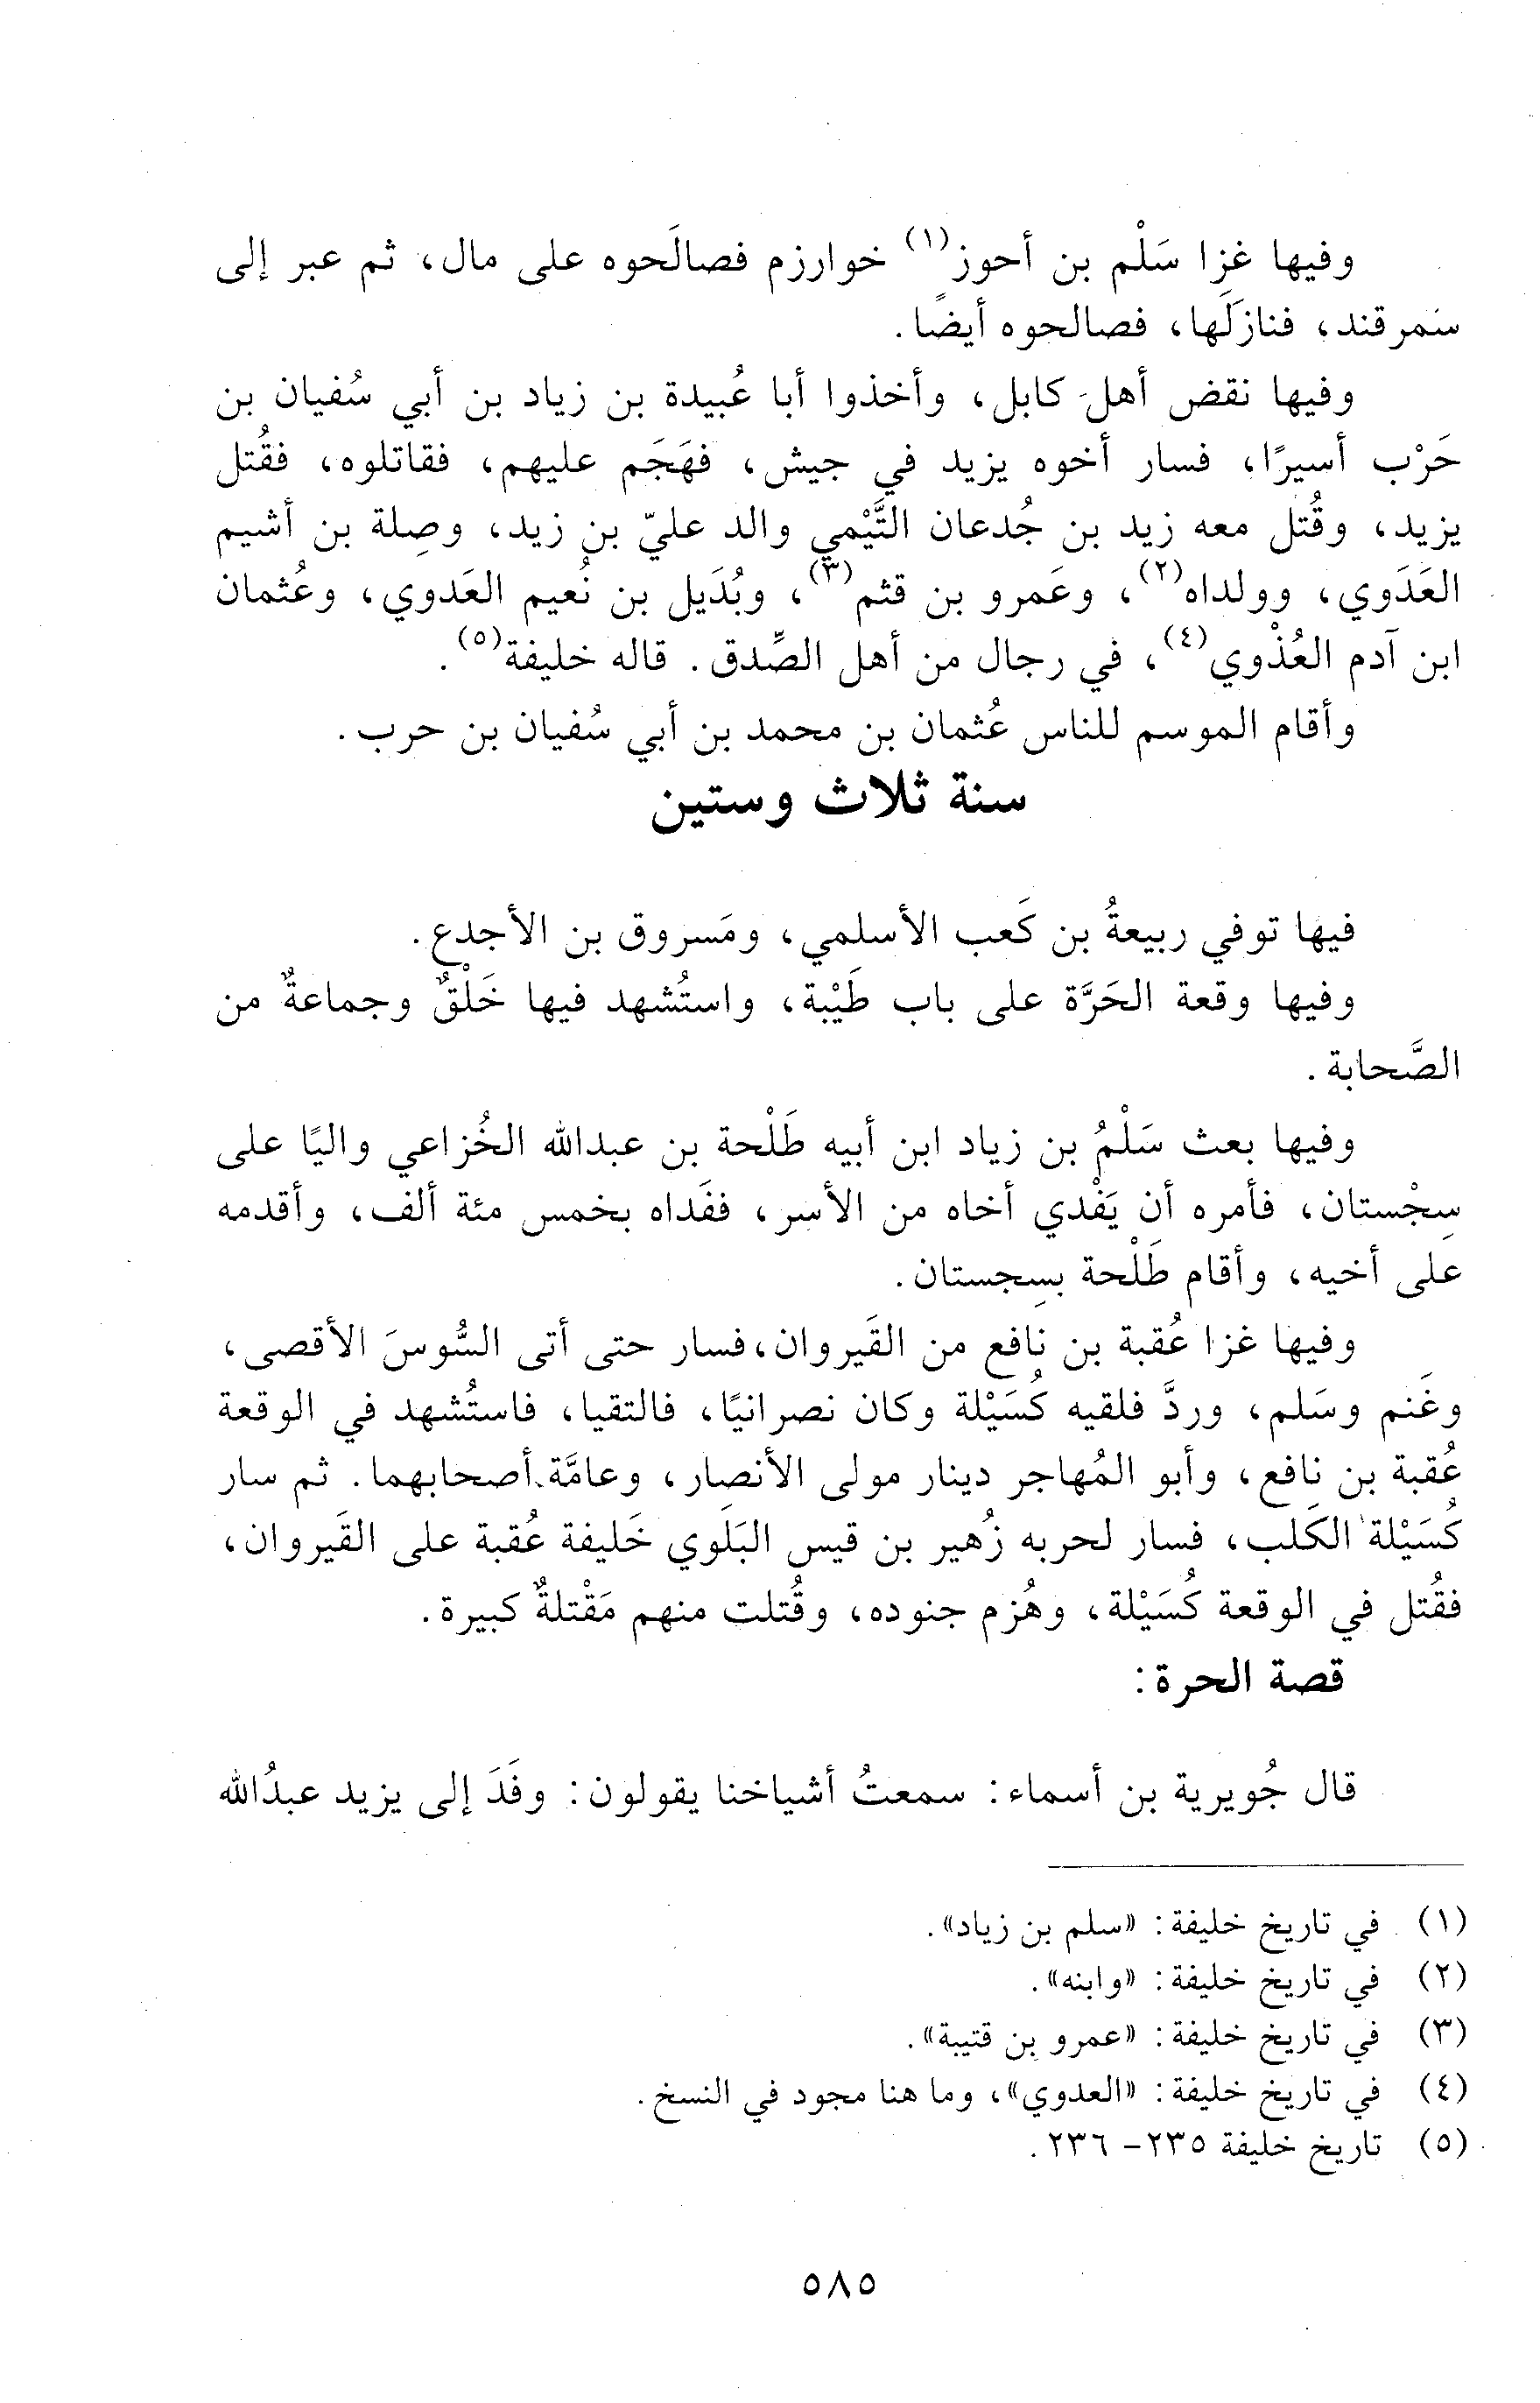 وفيها غزا سَلْم بن أحوز(١) خوارزم فصالَحوه على مال، ثم عبر إلى
سمرقند، فنازَلَها، فصالحوه أيضًا.
وفيها نقض أهل كابل، وأخذوا أبا عُبيدة بن زياد بن أبي سُفيان بن
حَرْب أسيرًا، فسار أخوه يزيد في جيش، فهَجَم عليهم، فقاتلوه، فقُتل
يزيد، وقُتل معه زيد بن جُدعان التَّيْمي والد عليّ بن زيد، وصِلة بن أشيم
العَدَوي، وولداه(٢)، وعَمرو بن قثم(٣)، وبُدَيل بن نُعيم العَدوي، وعُثمان
ابن آدم العُذْوي(٤)، في رجال من أهل الصِّدق. قاله خليفة(٥).
وأقام الموسم للناس عُثمان بن محمد بن أبي سُفيان بن حرب.
سنة ثلاث وستين
فيها توفي ربيعةُ بن كَعب الأسلمي، ومَسروق بن الأجدع.
وفيها وقعة الحَرَّة على باب طَيْبة، واستُشهد فيها خَلْقٌ وجماعةٌ من
الصَّحابة.
وفيها بعث سَلْمُ بن زياد ابن أبيه طَلْحة بن عبدالله الخُزاعي واليًا على
سِجْستان، فأمره أن يَفْدي أخاه من الأسر، ففَداه بخمس مئة ألف، وأقدمه
على أخيه، وأقام طَلْحة بسِجستان.
وفيها غزا عُقبة بن نافع من القَيروان، فسار حتى أتى السُّوسَ الأقصى،
وغَنم وسَلم، وردَّ فلقيه كُسَيْلة وكان نصرانيًا، فالتقيا، فاستُشهد في الوقعة
عُقبة بن نافع، وأبو المُهاجر دينار مولى الأنصار، وعامَّة أصحابهما. ثم سار
كُسَيْلة الكَلب، فسار لحربه زُهير بن قيس البَلَوي خَليفة عُقبة على القَيروان،
فقُتل في الوقعة كُسَيْلة، وهُزم جنوده، وقُتلت منهم مَقْتلةٌ كبيرة.
قصة الحرة:
قال جُويرية بن أسماء: سمعتُ أشياخنا يقولون: وفَدَ إلى يزيد عبدُالله
(١) في تاريخ خليفة: «سلم بن زياد».
(٢) في تاريخ خليفة: «وابنه».
(٣) في تاريخ خليفة: «عمرو بن قتيبة».
(٤) في تاريخ خليفة: «العدوي»، وما هنا مجود في النسخ.
(٥) تاريخ خليفة ٢٣٥- ٢٣٦.
٥٨٥